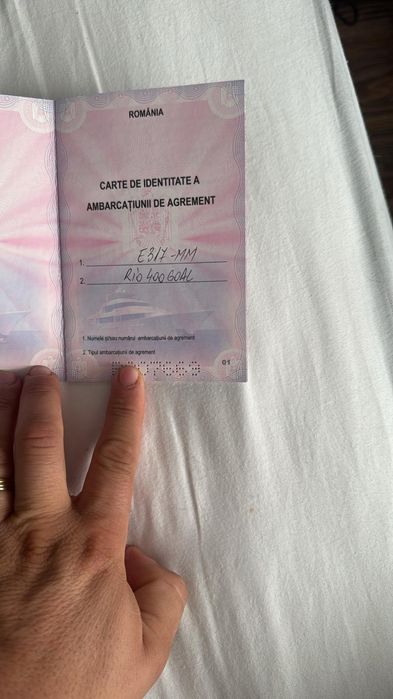 ROMÂNIA
CARTE DE IDENTITATE A
AMBARCAȚIUNII DE AGREMENT
1. E317-MM
2. RIO 400 GOAL
1. Numele și/sau numărul ambarcațiunii de agrement
2. Tipul ambarcațiunii de agrement
01